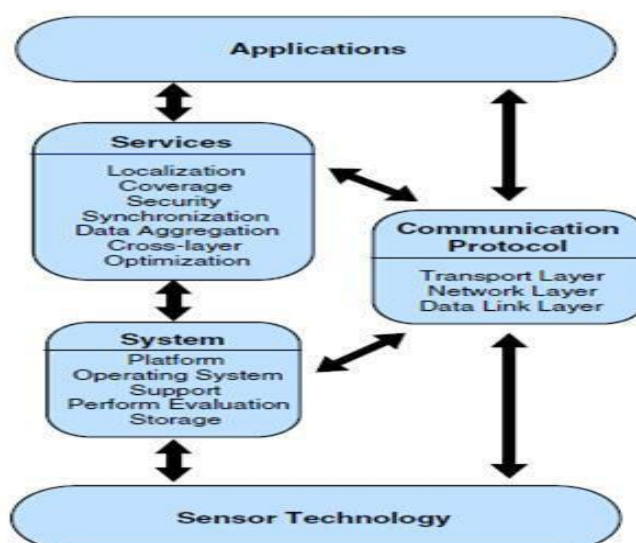 Applications
Services
Localization
Coverage
Security
Synchronization
Data Aggregation
Cross-layer
Optimization
Communication
Protocol
Transport Layer
Network Layer
Data Link Layer
System
Platform
Operating System
Support
Perform Evaluation
Storage
Sensor Technology